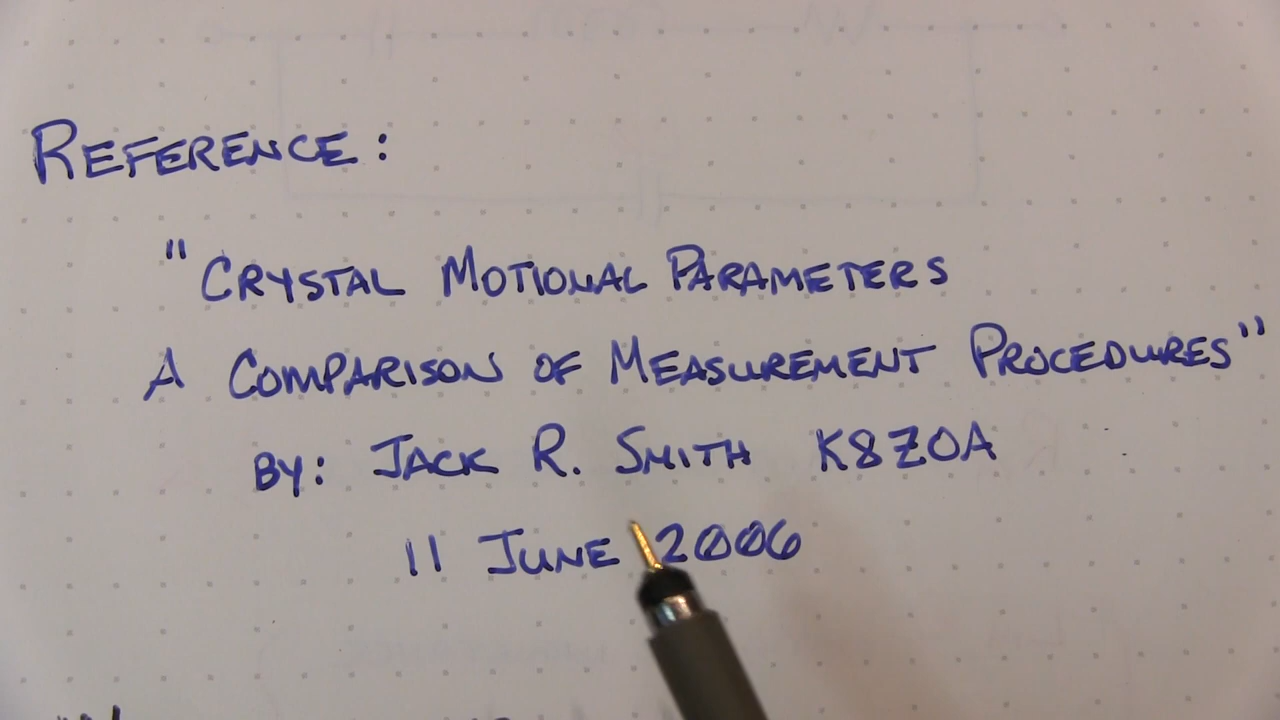 REFERENCE:
"CRYSTAL MOTIONAL PARAMETERS
A COMPARISON OF MEASUREMENT PROCEDURES"
BY: JACK R. SMITH K8ZOA
11 JUNE 2006